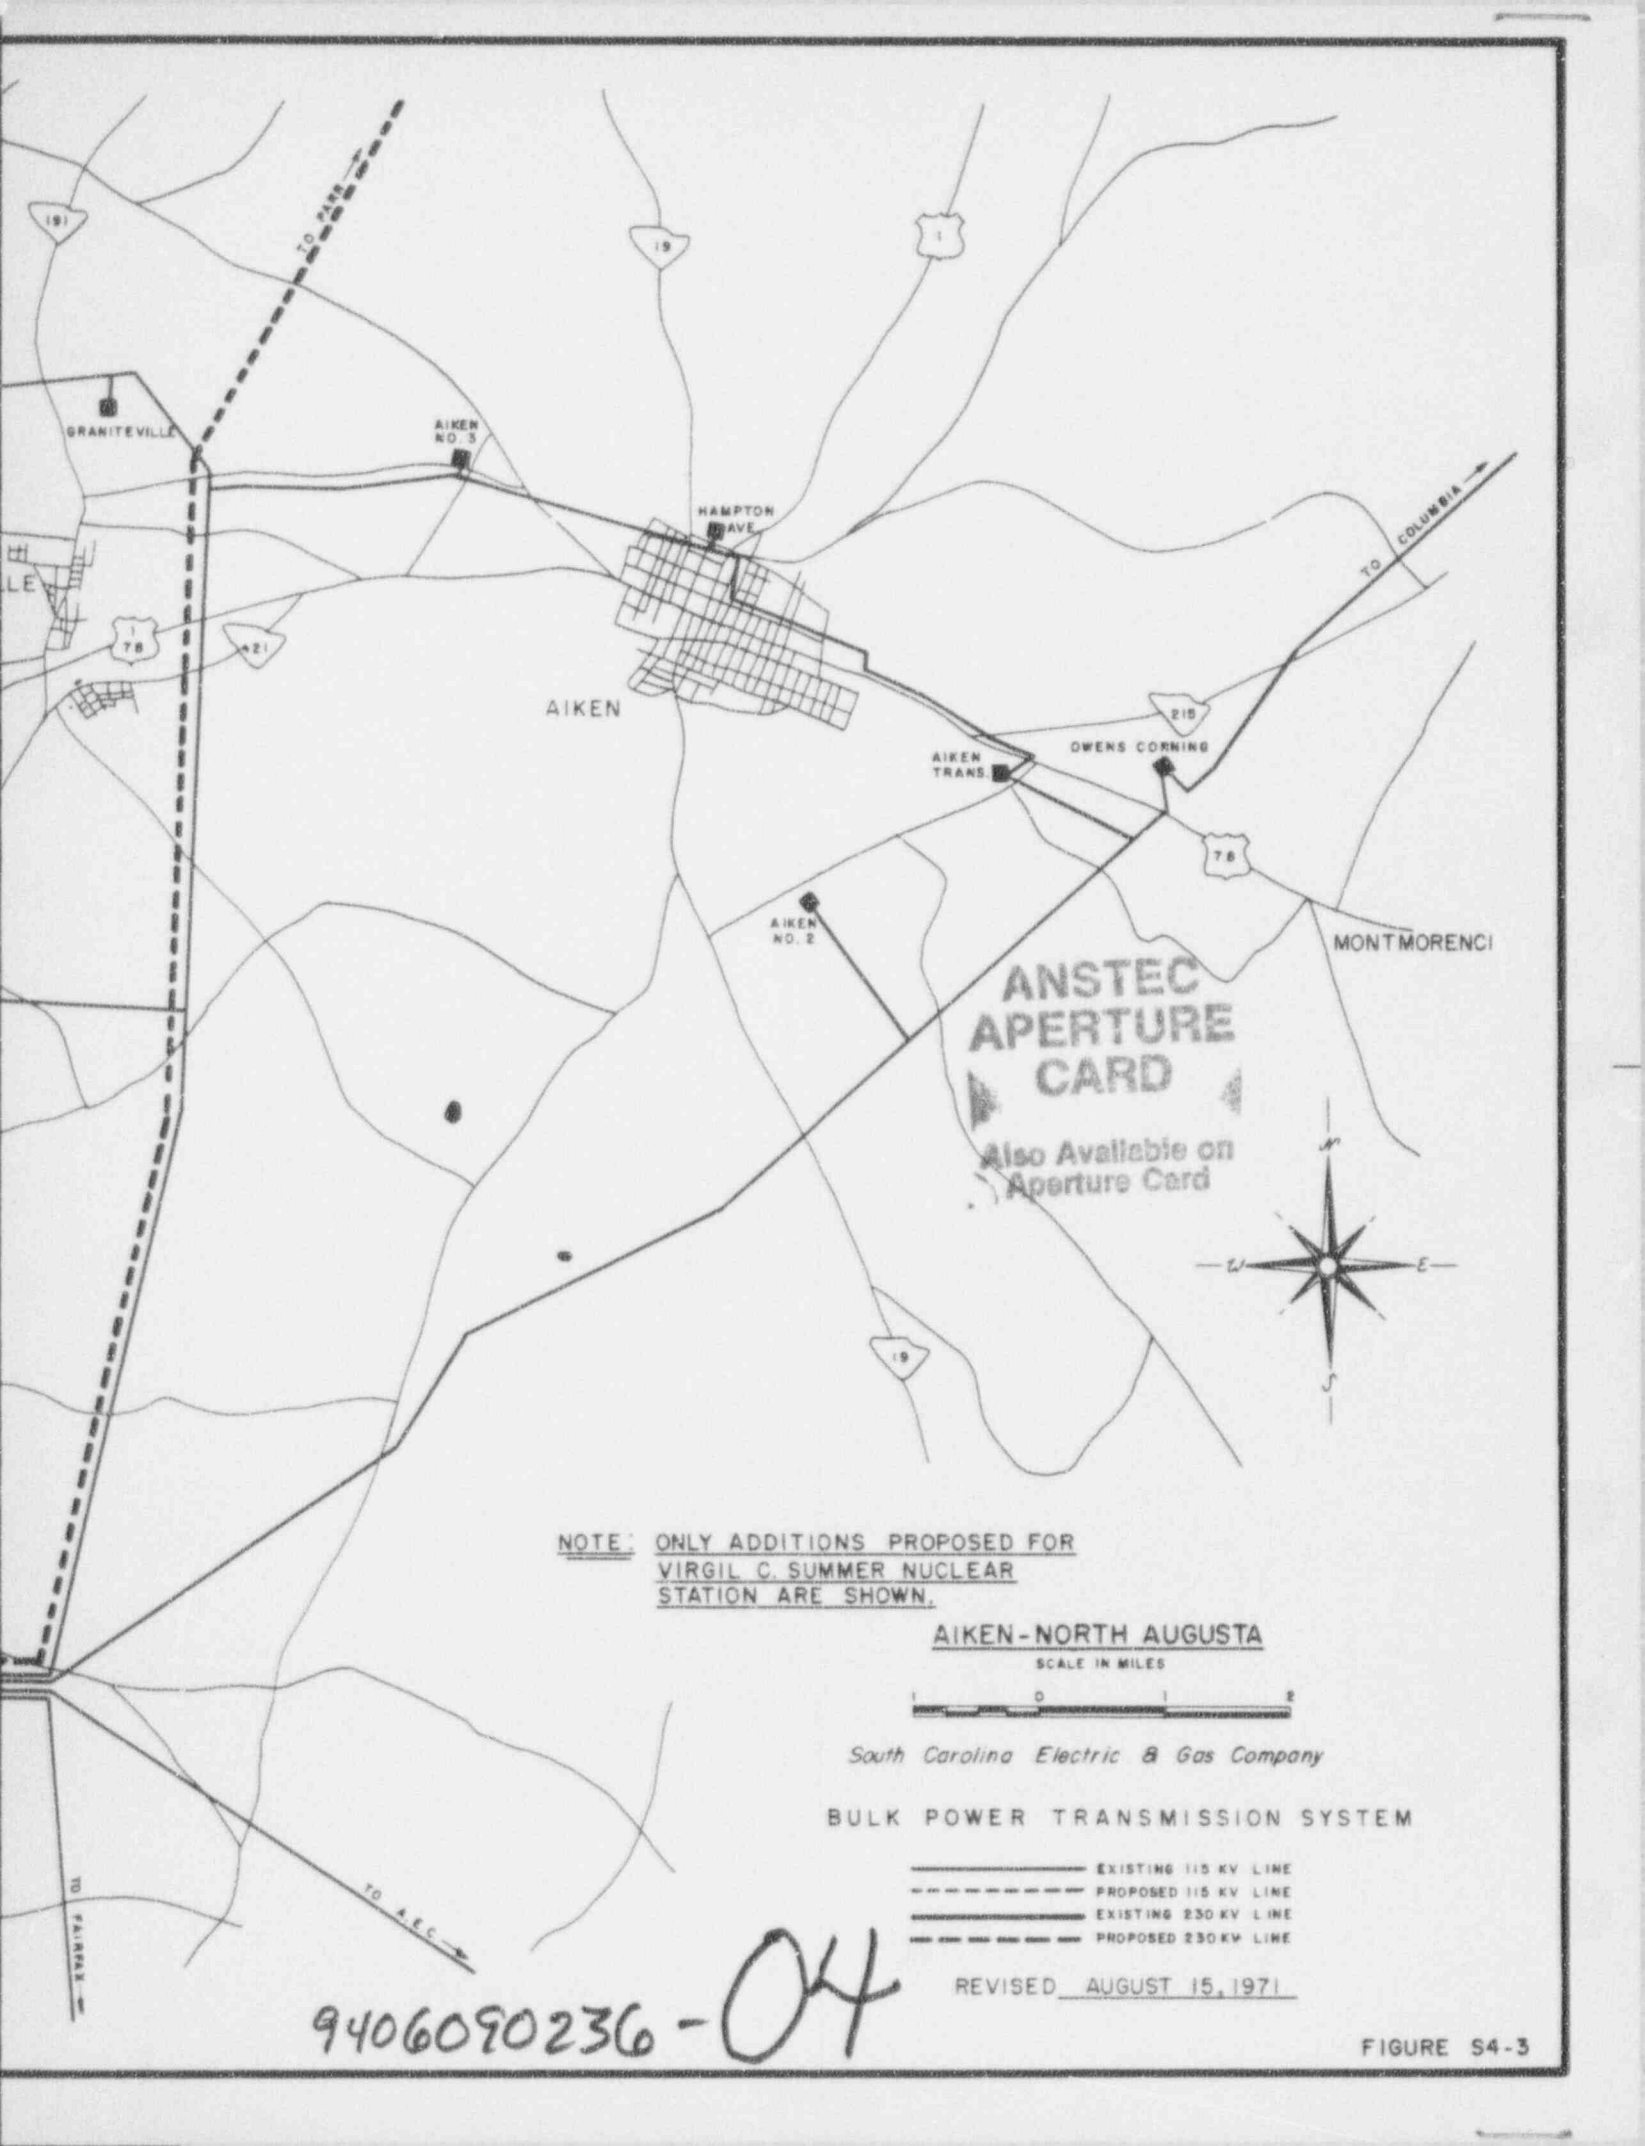 TO PARR
191
19
1
GRANITEVILLE
AIKEN
NO. 3
HAMPTON
AVE.
TO COLUMBIA
LLE
1
78
421
AIKEN
215
OWENS CORNING
AIKEN
TRANS.
78
AIKEN
NO. 2
MONTMORENCI
ANSTEC
APERTURE
CARD
Also Available on
Aperture Card
N
W
E
S
19
NOTE: ONLY ADDITIONS PROPOSED FOR
VIRGIL C. SUMMER NUCLEAR
STATION ARE SHOWN.
AIKEN-NORTH AUGUSTA
SCALE IN MILES
1 0 1 2
South Carolina Electric & Gas Company
BULK POWER TRANSMISSION SYSTEM
EXISTING 115 KV LINE
PROPOSED 115 KV LINE
EXISTING 230 KV LINE
PROPOSED 230 KV LINE
TO FAIRFAX
TO A.E.C.
REVISED AUGUST 15, 1971
9406090236-04
FIGURE S4-3